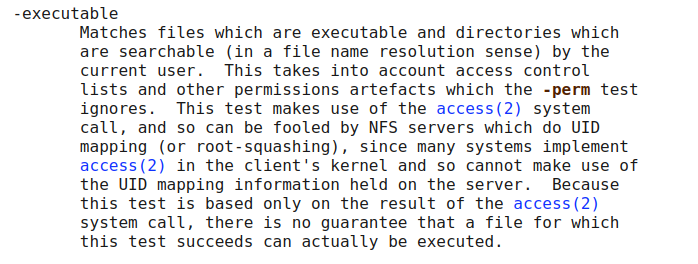 -executable
Matches files which are executable and directories which
are searchable (in a file name resolution sense) by the
current user.  This takes into account access control
lists and other permissions artefacts which the -perm test
ignores.  This test makes use of the access(2) system
call, and so can be fooled by NFS servers which do UID
mapping (or root-squashing), since many systems implement
access(2) in the client's kernel and so cannot make use of
the UID mapping information held on the server.  Because
this test is based only on the result of the access(2)
system call, there is no guarantee that a file for which
this test succeeds can actually be executed.